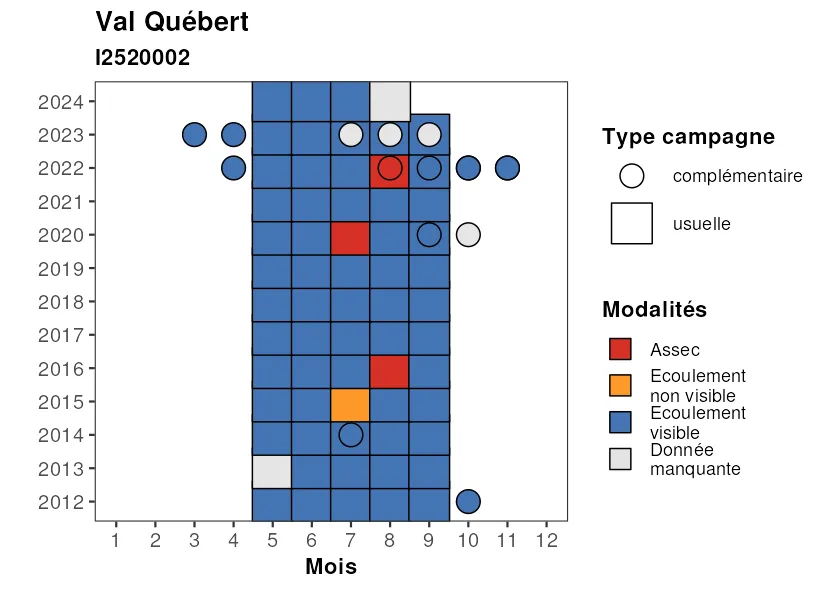 Val Québert
I2520002
2024
2023
2022
2021
2020
2019
2018
2017
2016
2015
2014
2013
2012
1 2 3 4 5 6 7 8 9 10 11 12
Mois
Type campagne
complémentaire
usuelle
Modalités
Assec
Ecoulement
non visible
Ecoulement
visible
Donnée
manquante